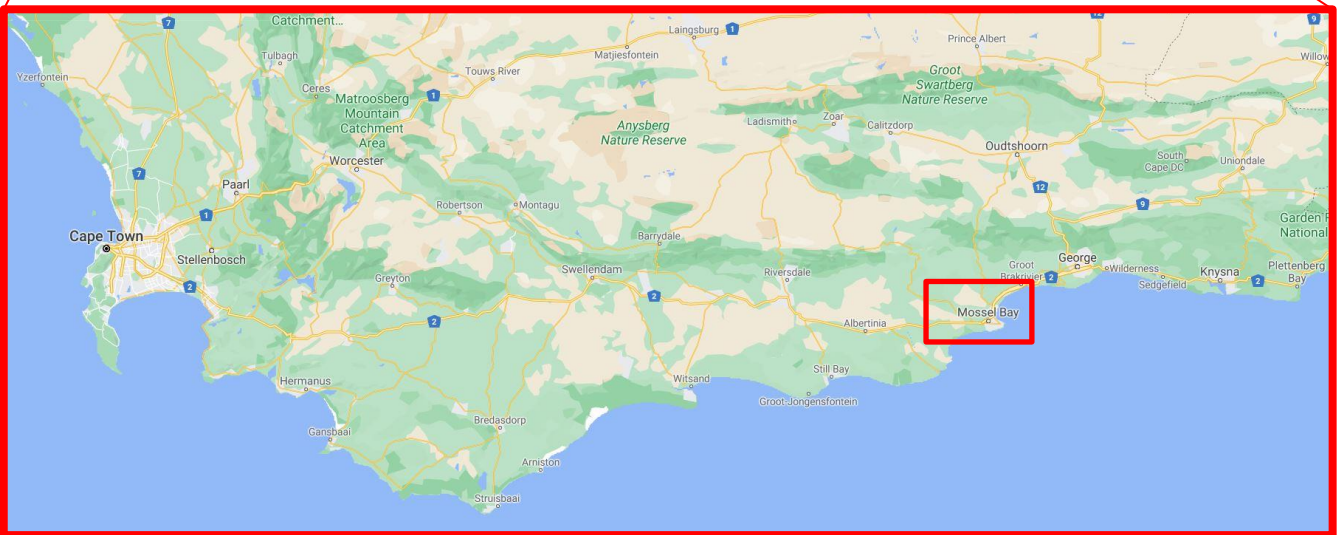 7
Catchment...
Laingsburg
1
12
Prince Albert
9
Tulbagh
Matjiesfontein
Willow
Yzerfontein
Ceres
Touws River
Groot
Swartberg
Nature Reserve
Matroosberg
Mountain
Catchment
Area
1
Anysberg
Nature Reserve
Ladismith
Zoar
Calitzdorp
Oudtshoorn
Worcester
South
Cape DC
Uniondale
7
Paarl
12
Robertson
Montagu
9
1
Garden
National
Cape Town
Stellenbosch
Barrydale
Swellendam
Riversdale
Groot
Brakrivier
2
George
Wilderness
Sedgefield
Knysna
2
Plettenberg
Bay
Greyton
2
2
2
Albertinia
Mossel Bay
Hermanus
Witsand
Still Bay
Groot-Jongensfontein
Gansbaai
Bredasdorp
Arniston
Struisbaai